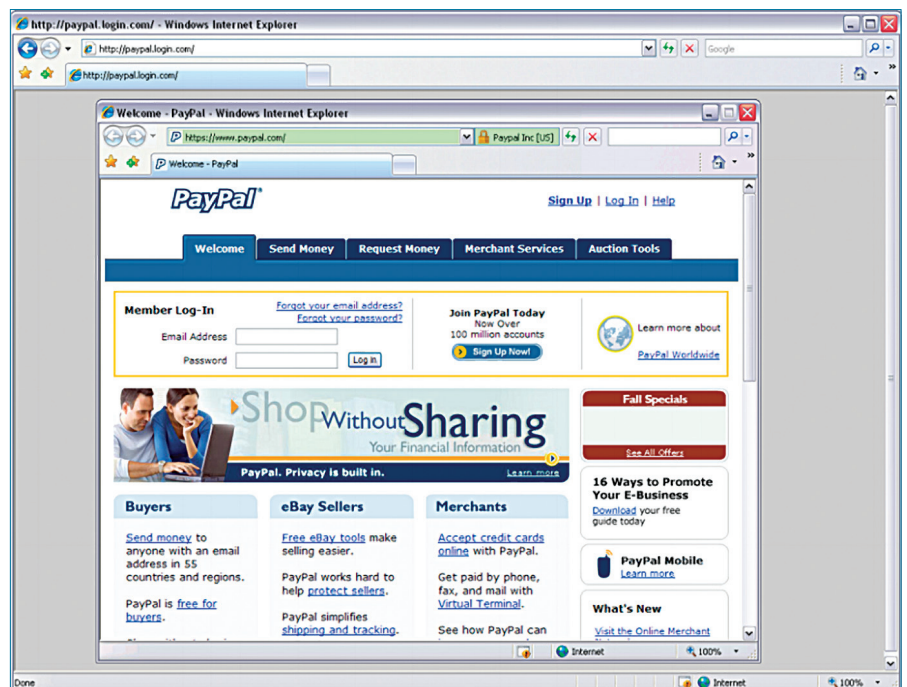 http://paypal.login.com/ - Windows Internet Explorer
http://paypal.login.com/
Google
http://paypal.login.com/
Welcome - PayPal - Windows Internet Explorer
https://www.paypal.com/
Paypal Inc [US]
Welcome - PayPal
PayPal
Sign Up | Log In | Help
Welcome
Send Money
Request Money
Merchant Services
Auction Tools
Member Log-In
Forgot your email address?
Forgot your password?
Email Address
Password
Log In
Join PayPal Today
Now Over
100 million accounts
Sign Up Now!
Learn more about
PayPal Worldwide
Shop Without Sharing
Your Financial Information
PayPal. Privacy is built in.
Learn more
Fall Specials
See All Offers
16 Ways to Promote
Your E-Business
Download your free
guide today
PayPal Mobile
Learn more
What's New
Visit the Online Merchant
Buyers
Send money to
anyone with an email
address in 55
countries and regions.
PayPal is free for
buyers.
eBay Sellers
Free eBay tools make
selling easier.
PayPal works hard to
help protect sellers.
PayPal simplifies
shipping and tracking.
Merchants
Accept credit cards
online with PayPal.
Get paid by phone,
fax, and mail with
Virtual Terminal.
See how PayPal can
Internet
100%
Done
Internet
100%